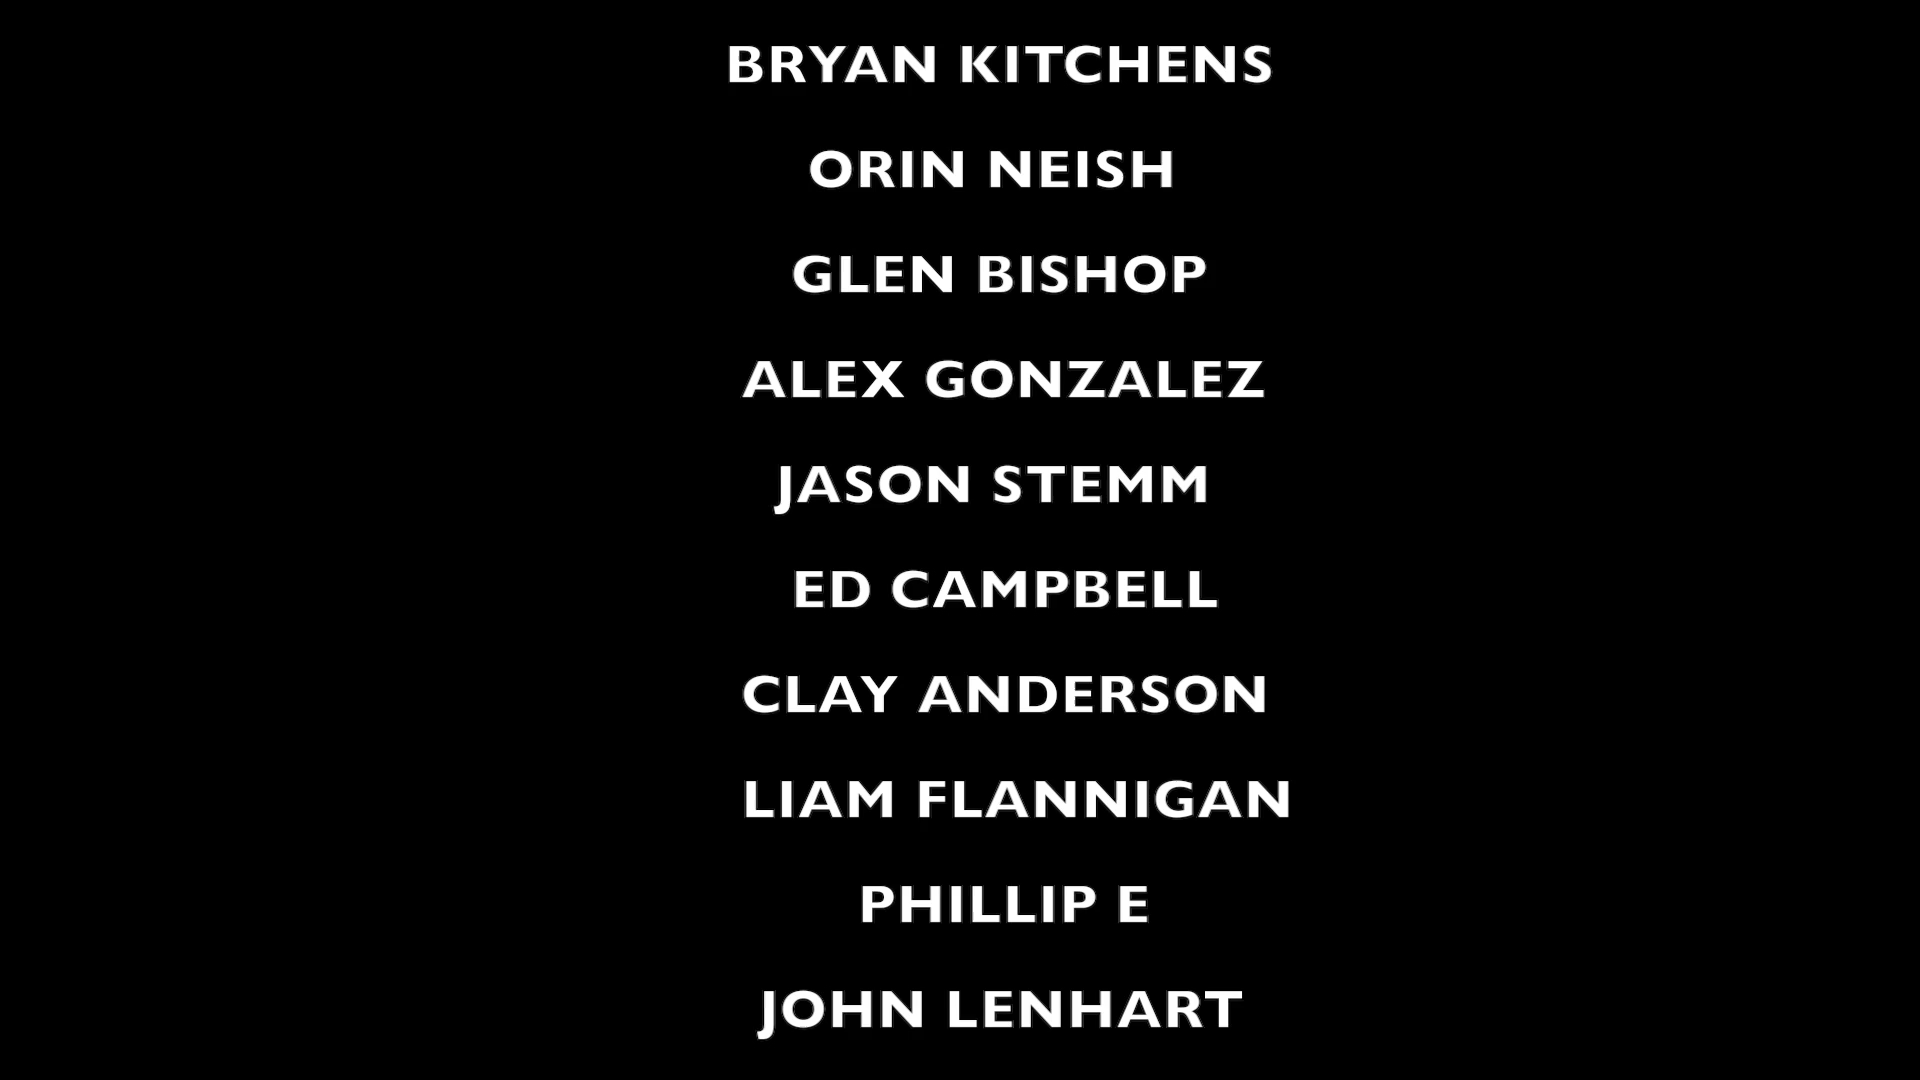 BRYAN KITCHENS
ORIN NEISH
GLEN BISHOP
ALEX GONZALEZ
JASON STEMM
ED CAMPBELL
CLAY ANDERSON
LIAM FLANNIGAN
PHILLIP E
JOHN LENHART